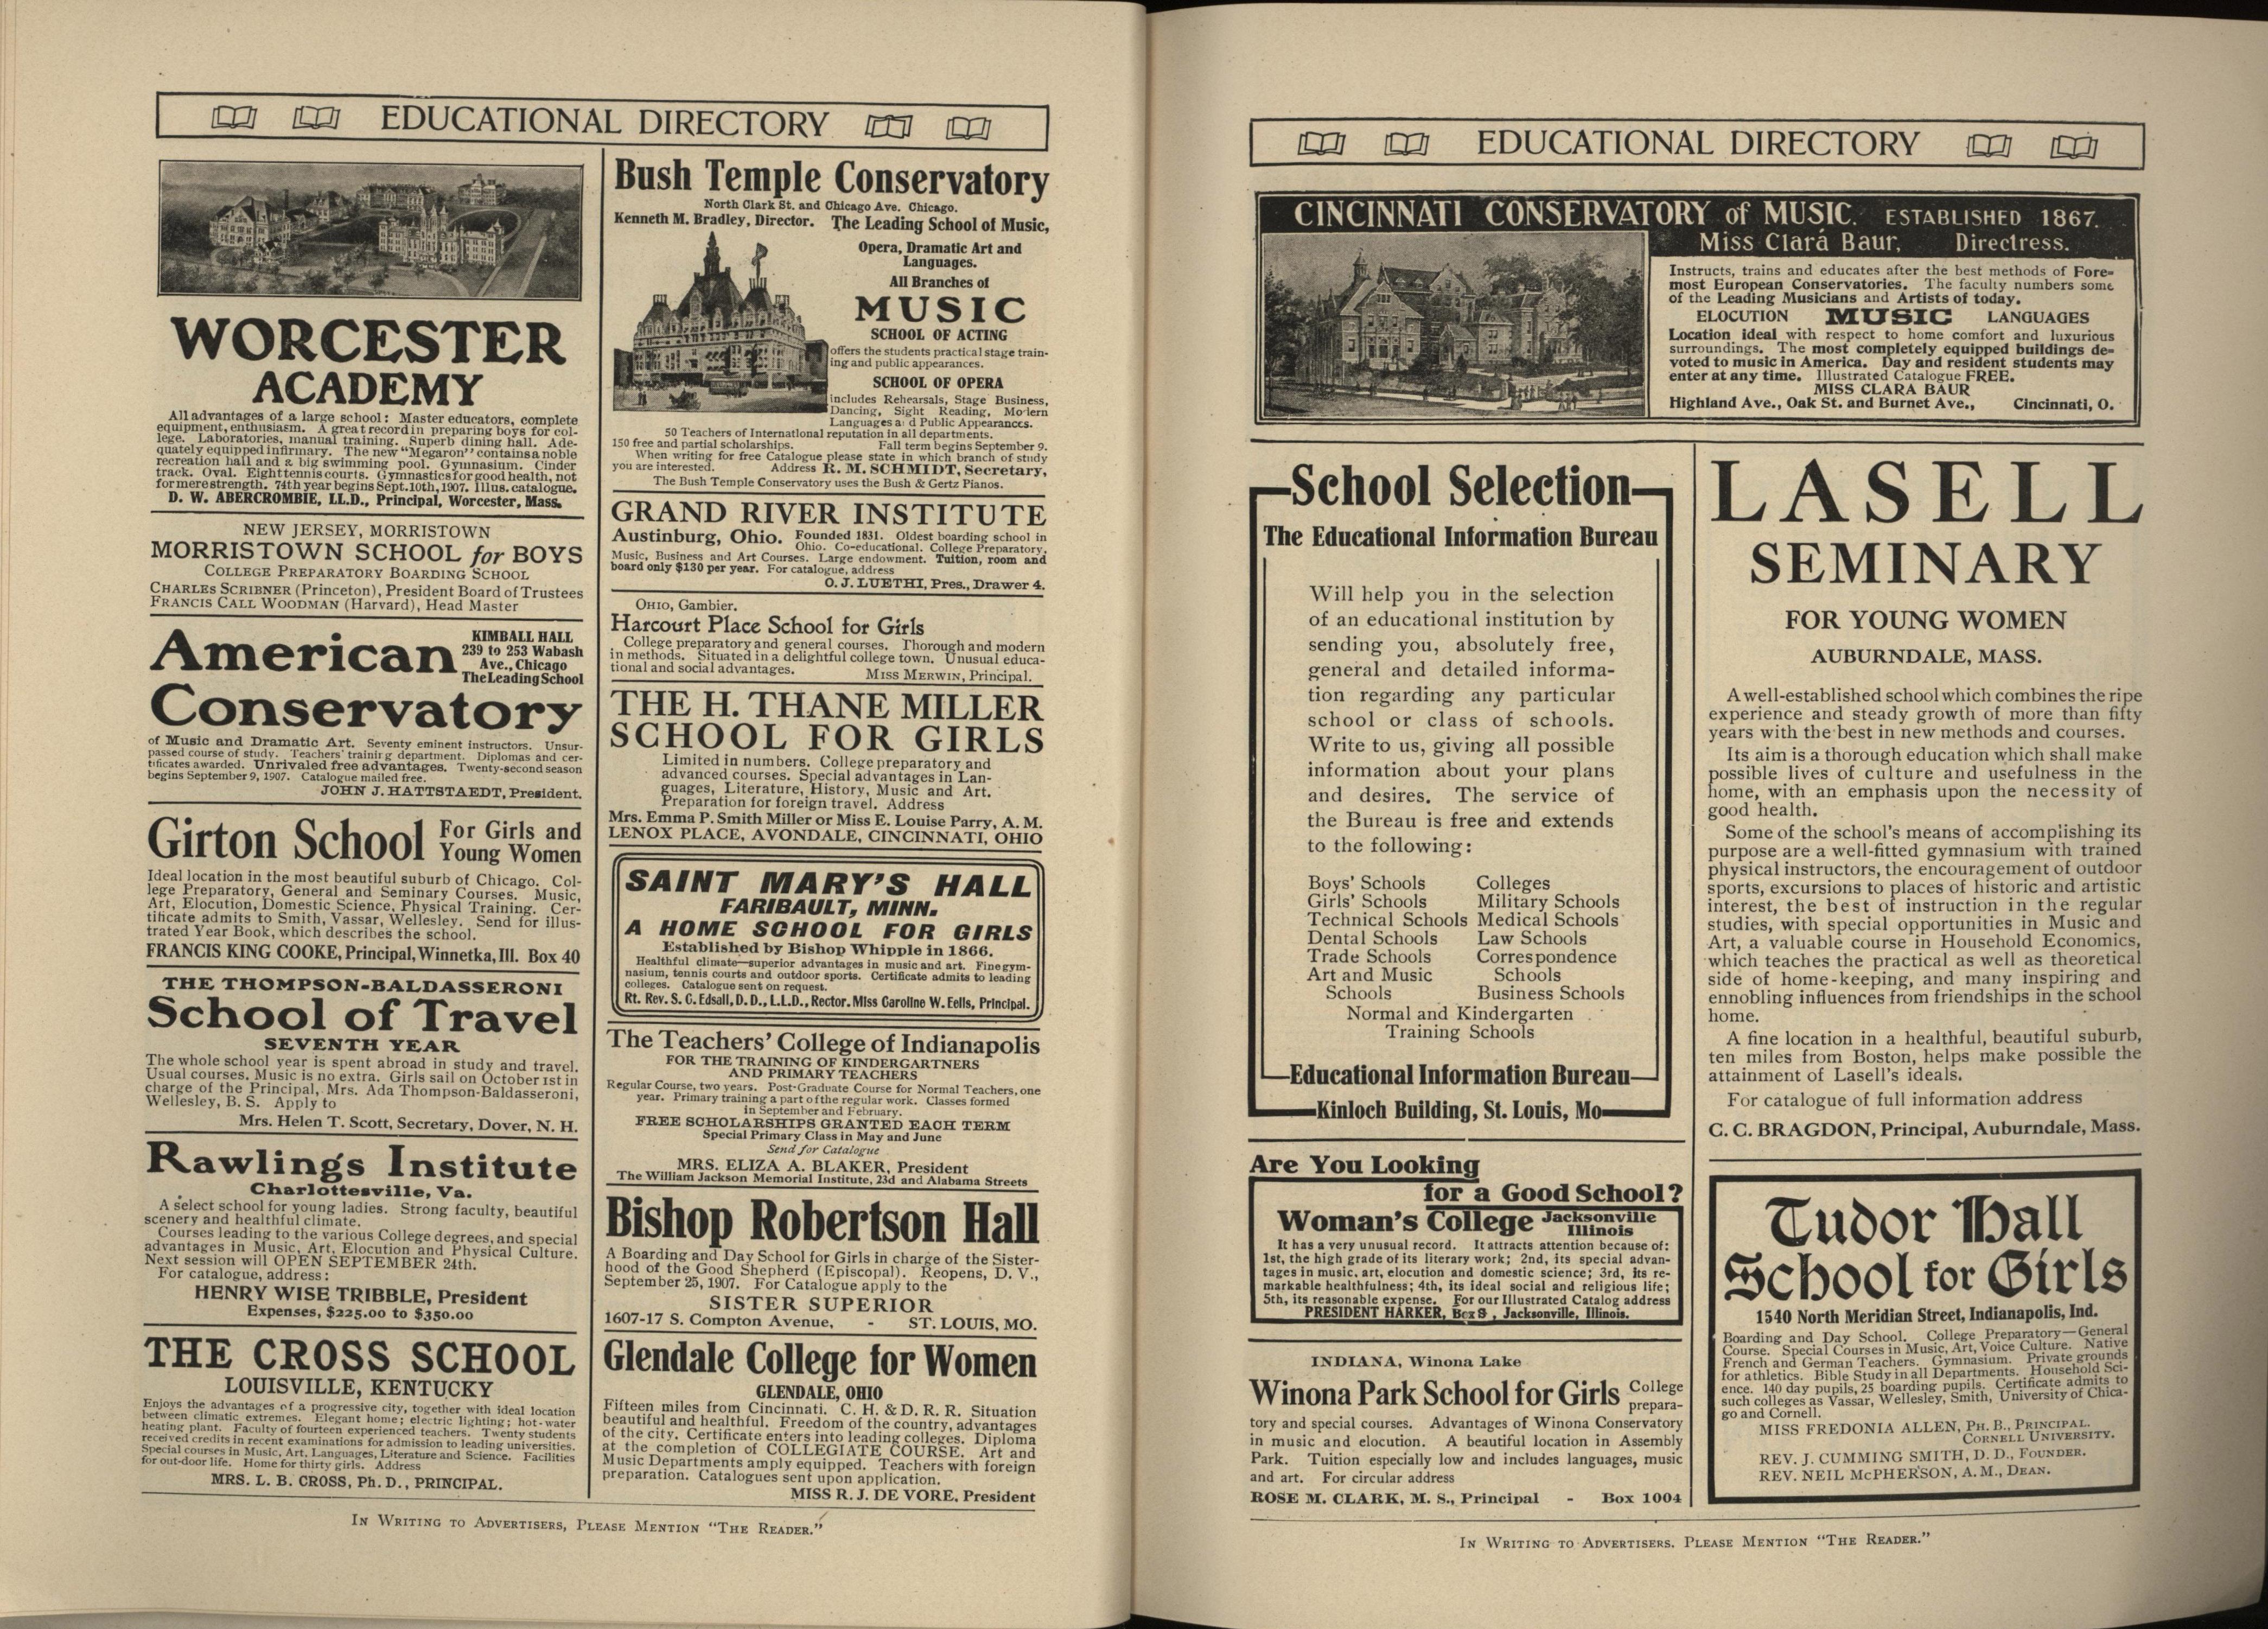 EDUCATIONAL DIRECTORY
WORCESTER
ACADEMY
All advantages of a large school: Master educators, complete
equipment, enthusiasm. A great record in preparing boys for col-
lege. Laboratories, manual training. Superb dining hall. Ade-
quately equipped infirmary. The new "Megaron" contains a noble
recreation hall and a big swimming pool. Gymnasium. Cinder
track. Oval. Eight tennis courts. Gymnastics for good health, not
for mere strength. 74th year begins Sept. 10th, 1907. Illus. catalogue.
D. W. ABERCROMBIE, LL.D., Principal, Worcester, Mass.
NEW JERSEY, MORRISTOWN
MORRISTOWN SCHOOL for BOYS
COLLEGE PREPARATORY BOARDING SCHOOL
CHARLES SCRIBNER (Princeton), President Board of Trustees
FRANCIS CALL WOODMAN (Harvard), Head Master
American
KIMBALL HALL
239 to 253 Wabash
Ave., Chicago
The Leading School
Conservatory
of Music and Dramatic Art. Seventy eminent instructors. Unsur-
passed course of study. Teachers' training department. Diplomas and cer-
tificates awarded. Unrivaled free advantages. Twenty-second season
begins September 9, 1907. Catalogue mailed free.
JOHN J. HATTSTAEDT, President.
Girton School For Girls and
Young Women
Ideal location in the most beautiful suburb of Chicago. Col-
lege Preparatory, General and Seminary Courses. Music,
Art, Elocution, Domestic Science, Physical Training. Cer-
tificate admits to Smith, Vassar, Wellesley. Send for illus-
trated Year Book, which describes the school.
FRANCIS KING COOKE, Principal, Winnetka, Ill. Box 40
THE THOMPSON-BALDASSERONI
School of Travel
SEVENTH YEAR
The whole school year is spent abroad in study and travel.
Usual courses. Music is no extra. Girls sail on October 1st in
charge of the Principal, Mrs. Ada Thompson-Baldasseroni,
Wellesley, B. S. Apply to
Mrs. Helen T. Scott, Secretary, Dover, N. H.
Rawlings Institute
Charlottesville, Va.
A select school for young ladies. Strong faculty, beautiful
scenery and healthful climate.
Courses leading to the various College degrees, and special
advantages in Music, Art, Elocution and Physical Culture.
Next session will OPEN SEPTEMBER 24th.
For catalogue, address:
HENRY WISE TRIBBLE, President
Expenses, $225.00 to $350.00
THE CROSS SCHOOL
LOUISVILLE, KENTUCKY
Enjoys the advantages of a progressive city, together with ideal location
between climatic extremes. Elegant home; electric lighting; hot-water
heating plant. Faculty of fourteen experienced teachers. Twenty students
received credits in recent examinations for admission to leading universities.
Special courses in Music, Art, Languages, Literature and Science. Facilities
for out-door life. Home for thirty girls. Address
MRS. L. B. CROSS, Ph. D., PRINCIPAL.
Bush Temple Conservatory
North Clark St. and Chicago Ave. Chicago.
Kenneth M. Bradley, Director. The Leading School of Music,
Opera, Dramatic Art and
Languages.
All Branches of
MUSIC
SCHOOL OF ACTING
offers the students practical stage train-
ing and public appearances.
SCHOOL OF OPERA
includes Rehearsals, Stage Business,
Dancing, Sight Reading, Modern
Languages and Public Appearances.
50 Teachers of International reputation in all departments.
150 free and partial scholarships. Fall term begins September 9.
When writing for free Catalogue please state in which branch of study
you are interested. Address R. M. SCHMIDT, Secretary,
The Bush Temple Conservatory uses the Bush & Gertz Pianos.
GRAND RIVER INSTITUTE
Austinburg, Ohio. Founded 1831. Oldest boarding school in
Ohio. Co-educational. College Preparatory,
Music, Business and Art Courses. Large endowment. Tuition, room and
board only $130 per year. For catalogue, address
O. J. LUETHI, Pres., Drawer 4.
OHIO, Gambier.
Harcourt Place School for Girls
College preparatory and general courses. Thorough and modern
in methods. Situated in a delightful college town. Unusual educa-
tional and social advantages. MISS MERWIN, Principal.
THE H. THANE MILLER
SCHOOL FOR GIRLS
Limited in numbers. College preparatory and
advanced courses. Special advantages in Lan-
guages, Literature, History, Music and Art.
Preparation for foreign travel. Address
Mrs. Emma P. Smith Miller or Miss E. Louise Parry, A. M.
LENOX PLACE, AVONDALE, CINCINNATI, OHIO
SAINT MARY'S HALL
FARIBAULT, MINN.
A HOME SCHOOL FOR GIRLS
Established by Bishop Whipple in 1866.
Healthful climate—superior advantages in music and art. Fine gym-
nasium, tennis courts and outdoor sports. Certificate admits to leading
colleges. Catalogue sent on request.
Rt. Rev. S. C. Edsall, D. D., L.L.D., Rector. Miss Caroline W. Eells, Principal.
The Teachers' College of Indianapolis
FOR THE TRAINING OF KINDERGARTNERS
AND PRIMARY TEACHERS
Regular Course, two years. Post-Graduate Course for Normal Teachers, one
year. Primary training a part of the regular work. Classes formed
in September and February.
FREE SCHOLARSHIPS GRANTED EACH TERM
Special Primary Class in May and June
Send for Catalogue
MRS. ELIZA A. BLAKER, President
The William Jackson Memorial Institute, 23d and Alabama Streets
Bishop Robertson Hall
A Boarding and Day School for Girls in charge of the Sister-
hood of the Good Shepherd (Episcopal). Reopens, D. V.,
September 25, 1907. For Catalogue apply to the
SISTER SUPERIOR
1607-17 S. Compton Avenue, - ST. LOUIS, MO.
Glendale College for Women
GLENDALE, OHIO
Fifteen miles from Cincinnati. C. H. & D. R. R. Situation
beautiful and healthful. Freedom of the country, advantages
of the city. Certificate enters into leading colleges. Diploma
at the completion of COLLEGIATE COURSE. Art and
Music Departments amply equipped. Teachers with foreign
preparation. Catalogues sent upon application.
MISS R. J. DE VORE, President
IN WRITING TO ADVERTISERS, PLEASE MENTION "THE READER."
EDUCATIONAL DIRECTORY
CINCINNATI CONSERVATORY of MUSIC. ESTABLISHED 1867.
Miss Clara Baur, Directress.
Instructs, trains and educates after the best methods of Fore-
most European Conservatories. The faculty numbers some
of the Leading Musicians and Artists of today.
ELOCUTION MUSIC LANGUAGES
Location ideal with respect to home comfort and luxurious
surroundings. The most completely equipped buildings de-
voted to music in America. Day and resident students may
enter at any time. Illustrated Catalogue FREE.
MISS CLARA BAUR
Highland Ave., Oak St. and Burnet Ave., Cincinnati, O.
School Selection
The Educational Information Bureau
Will help you in the selection
of an educational institution by
sending you, absolutely free,
general and detailed informa-
tion regarding any particular
school or class of schools.
Write to us, giving all possible
information about your plans
and desires. The service of
the Bureau is free and extends
to the following:
Boys' Schools Colleges
Girls' Schools Military Schools
Technical Schools Medical Schools
Dental Schools Law Schools
Trade Schools Correspondence
Art and Music Schools
Schools Business Schools
Normal and Kindergarten
Training Schools
Educational Information Bureau
Kinloch Building, St. Louis, Mo
Are You Looking
for a Good School?
Woman's College Jacksonville
Illinois
It has a very unusual record. It attracts attention because of:
1st, the high grade of its literary work; 2nd, its special advan-
tages in music, art, elocution and domestic science; 3rd, its re-
markable healthfulness; 4th, its ideal social and religious life;
5th, its reasonable expense. For our Illustrated Catalog address
PRESIDENT HARKER, Box 8, Jacksonville, Illinois.
INDIANA, Winona Lake
Winona Park School for Girls College
prepara-
tory and special courses. Advantages of Winona Conservatory
in music and elocution. A beautiful location in Assembly
Park. Tuition especially low and includes languages, music
and art. For circular address
ROSE M. CLARK, M. S., Principal - Box 1004
LASELL
SEMINARY
FOR YOUNG WOMEN
AUBURNDALE, MASS.
A well-established school which combines the ripe
experience and steady growth of more than fifty
years with the best in new methods and courses.
Its aim is a thorough education which shall make
possible lives of culture and usefulness in the
home, with an emphasis upon the necessity of
good health.
Some of the school's means of accomplishing its
purpose are a well-fitted gymnasium with trained
physical instructors, the encouragement of outdoor
sports, excursions to places of historic and artistic
interest, the best of instruction in the regular
studies, with special opportunities in Music and
Art, a valuable course in Household Economics,
which teaches the practical as well as theoretical
side of home-keeping, and many inspiring and
ennobling influences from friendships in the school
home.
A fine location in a healthful, beautiful suburb,
ten miles from Boston, helps make possible the
attainment of Lasell's ideals.
For catalogue of full information address
C. C. BRAGDON, Principal, Auburndale, Mass.
Tudor Hall
School for Girls
1540 North Meridian Street, Indianapolis, Ind.
Boarding and Day School. College Preparatory—General
Course. Special Courses in Music, Art, Voice Culture. Native
French and German Teachers. Gymnasium. Private grounds
for athletics. Bible Study in all Departments. Household Sci-
ence. 140 day pupils, 25 boarding pupils. Certificate admits to
such colleges as Vassar, Wellesley, Smith, University of Chica-
go and Cornell.
MISS FREDONIA ALLEN, PH. B., PRINCIPAL.
CORNELL UNIVERSITY.
REV. J. CUMMING SMITH, D. D., FOUNDER.
REV. NEIL McPHERSON, A. M., DEAN.
IN WRITING TO ADVERTISERS, PLEASE MENTION "THE READER."